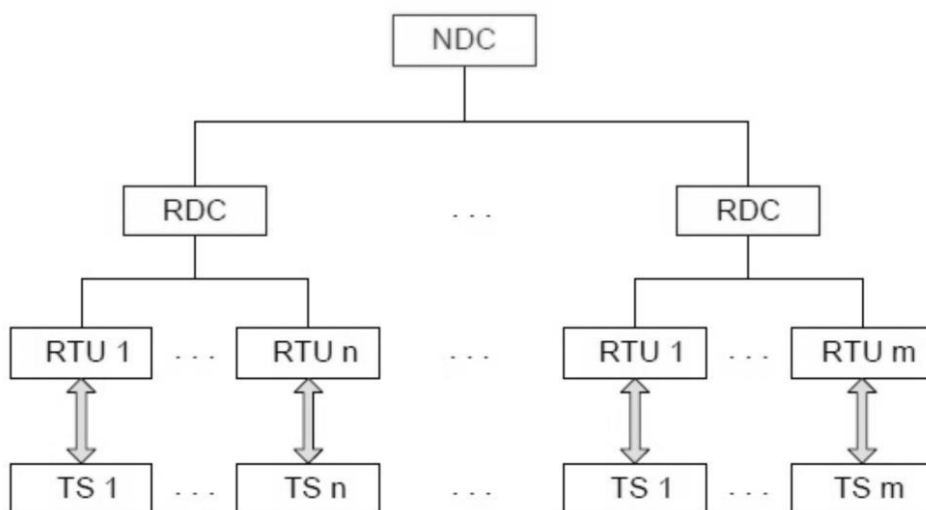 NDC
RDC ... RDC
RTU 1 ... RTU n ... RTU 1 ... RTU m
TS 1 ... TS n ... TS 1 ... TS m